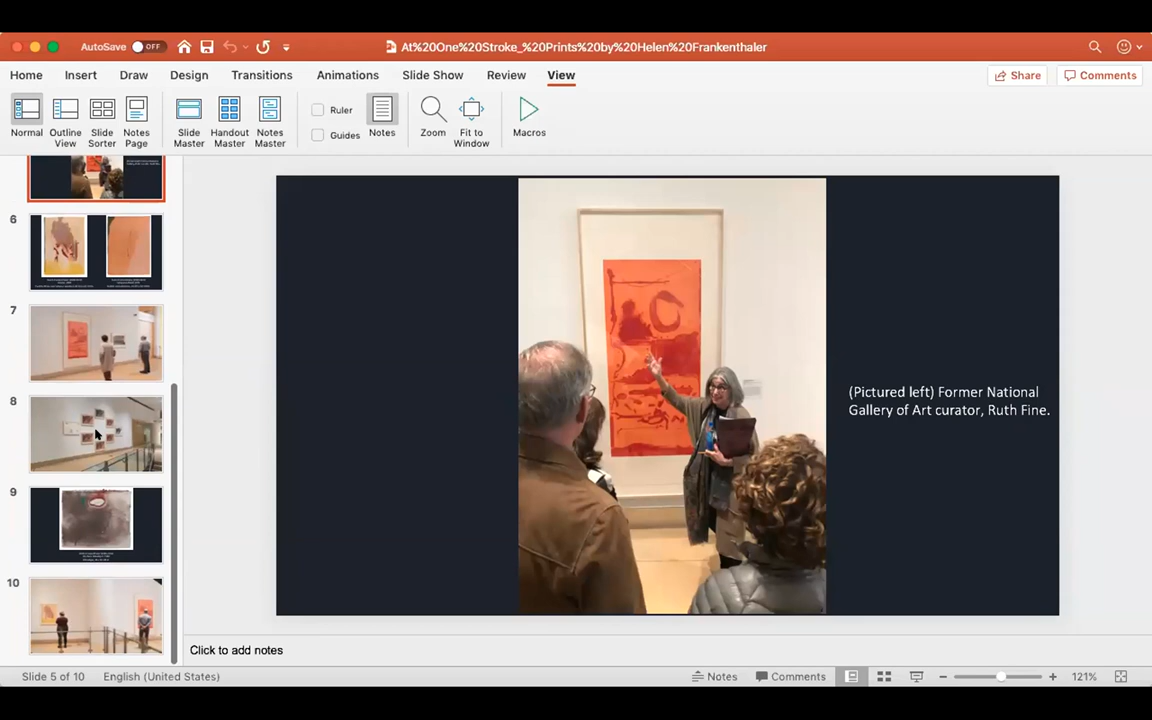 AutoSave OFF
At%20One%20Stroke_%20Prints%20by%20Helen%20Frankenthaler
Home Insert Draw Design Transitions Animations Slide Show Review View
Share Comments
Normal Outline View Slide Sorter Notes Page Slide Master Handout Master Notes Master Ruler Guides Notes Zoom Fit to Window Macros
6
7
8
9
10
(Pictured left) Former National
Gallery of Art curator, Ruth Fine.
Click to add notes
Slide 5 of 10 English (United States) Notes Comments 121%